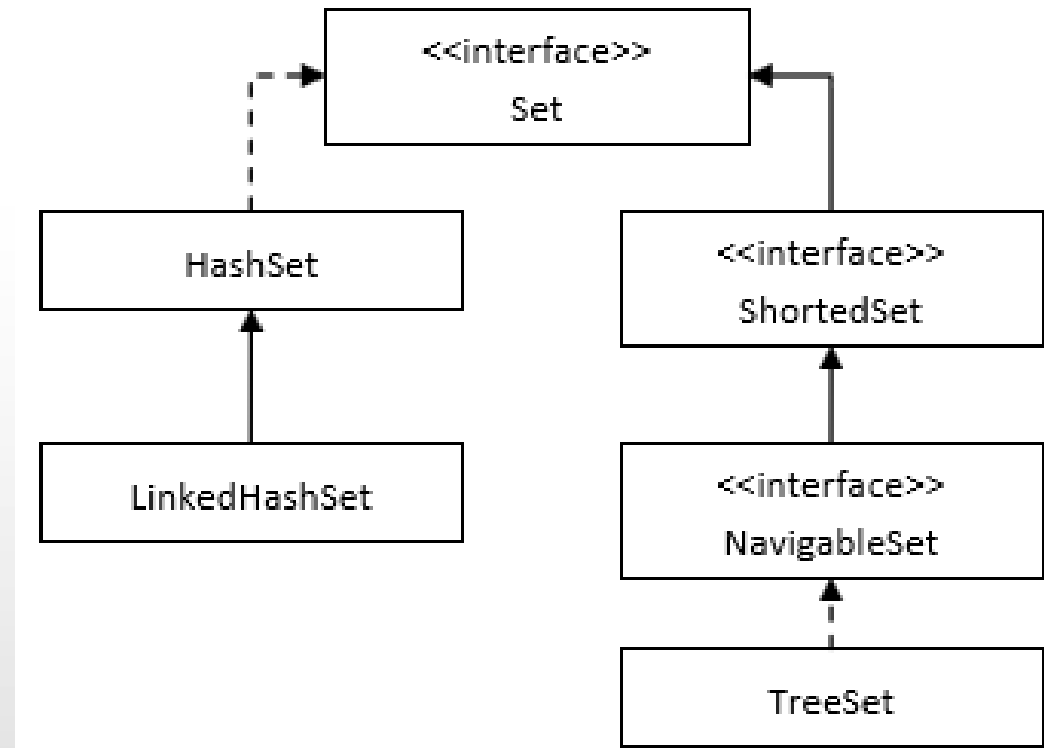 <<interface>>
Set
HashSet
<<interface>>
ShortedSet
LinkedHashSet
<<interface>>
NavigableSet
TreeSet